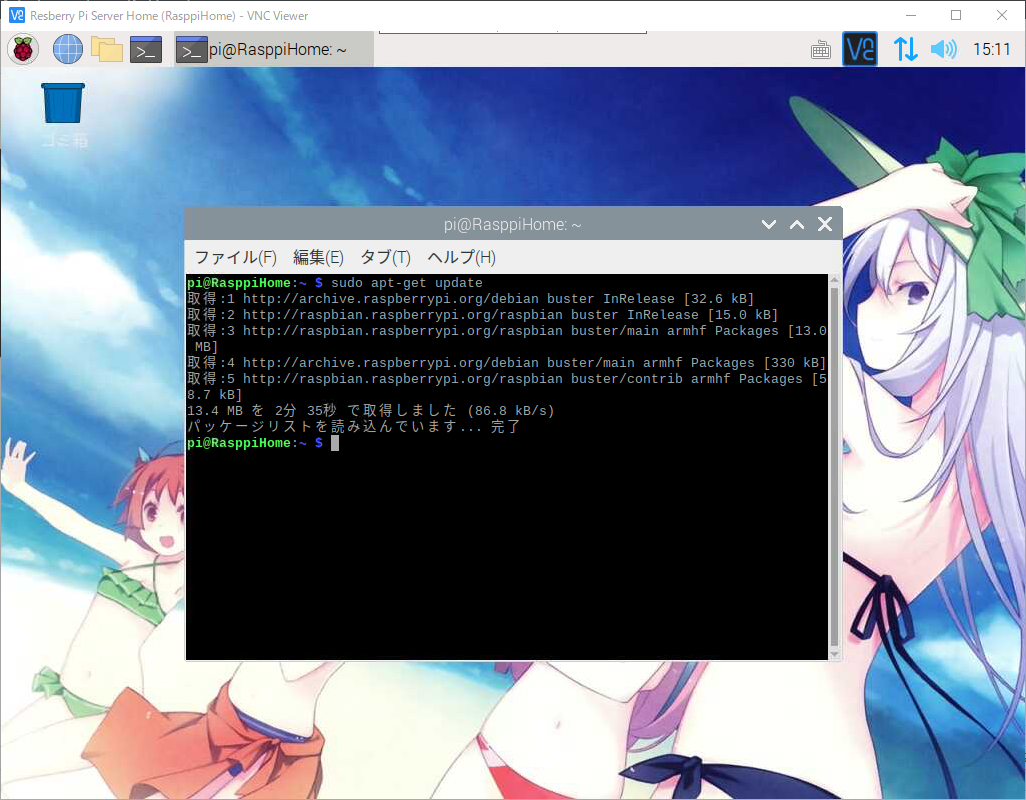 Resberry Pi Server Home (RasppiHome) - VNC Viewer
pi@RasppiHome: ~
15:11
ゴミ箱
pi@RasppiHome: ~
ファイル(F) 編集(E) タブ(T) ヘルプ(H)
pi@RasppiHome:~ $ sudo apt-get update
取得:1 http://archive.raspberrypi.org/debian buster InRelease [32.6 kB]
取得:2 http://raspbian.raspberrypi.org/raspbian buster InRelease [15.0 kB]
取得:3 http://raspbian.raspberrypi.org/raspbian buster/main armhf Packages [13.0
 MB]
取得:4 http://archive.raspberrypi.org/debian buster/main armhf Packages [330 kB]
取得:5 http://raspbian.raspberrypi.org/raspbian buster/contrib armhf Packages [5
8.7 kB]
13.4 MB を 2分 35秒 で取得しました (86.8 kB/s)
パッケージリストを読み込んでいます... 完了
pi@RasppiHome:~ $